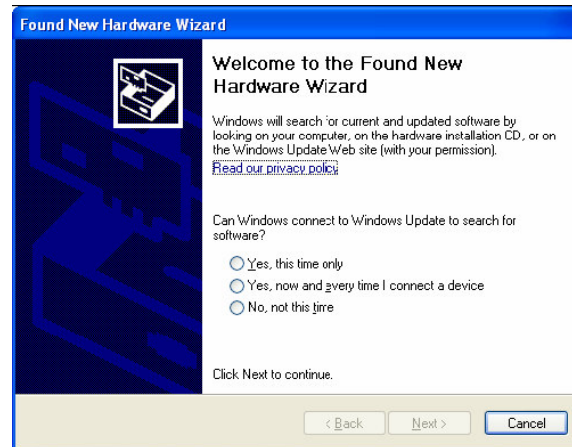 Found New Hardware Wizard
Welcome to the Found New
Hardware Wizard
Windows will search for current and updated software by
looking on your computer, on the hardware installation CD, or on
the Windows Update Web site (with your permission).
Read our privacy policy
Can Windows connect to Windows Update to search for
software?
Yes, this time only
Yes, now and every time I connect a device
No, not this time
Click Next to continue.
< Back
Next >
Cancel